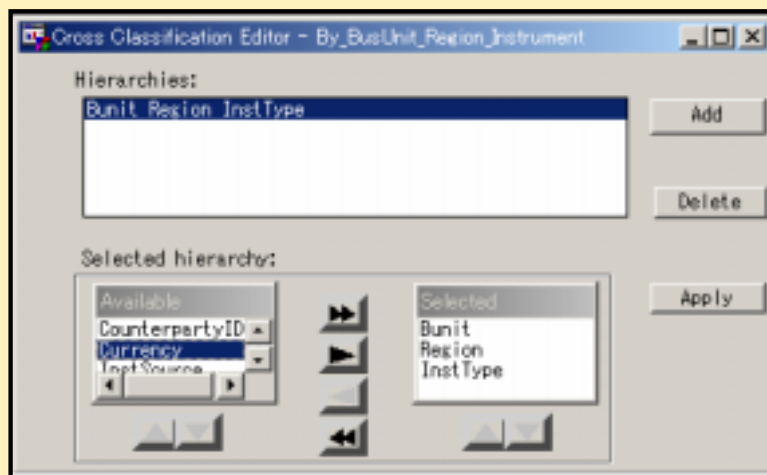 Cross Classification Editor - By_BusUnit_Region_Instrument
Hierarchies:
Bunit Region InstType
Add
Delete
Selected hierarchy:
Available
CounterpartyID
Currency
InstSource
Selected
Bunit
Region
InstType
Apply